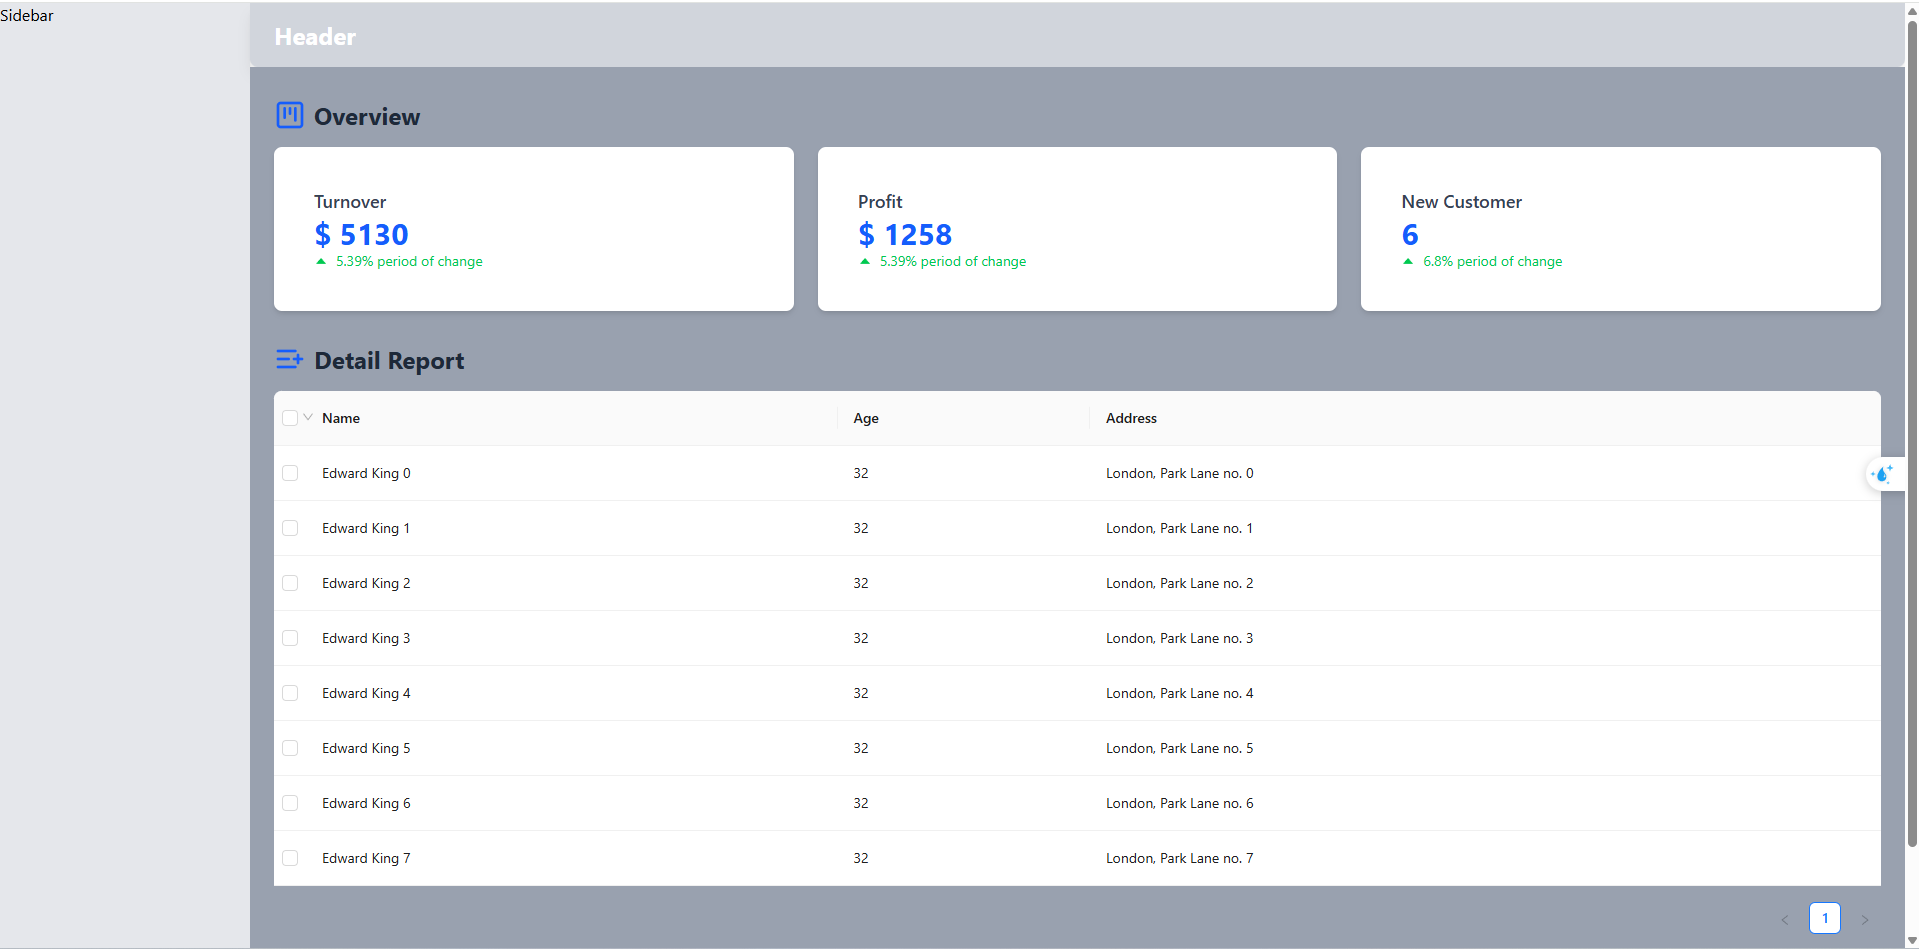 Sidebar
Header
Overview
Turnover
$ 5130
5.39% period of change
Profit
$ 1258
5.39% period of change
New Customer
6
6.8% period of change
Detail Report
Name Age Address
Edward King 0 32 London, Park Lane no. 0
Edward King 1 32 London, Park Lane no. 1
Edward King 2 32 London, Park Lane no. 2
Edward King 3 32 London, Park Lane no. 3
Edward King 4 32 London, Park Lane no. 4
Edward King 5 32 London, Park Lane no. 5
Edward King 6 32 London, Park Lane no. 6
Edward King 7 32 London, Park Lane no. 7
< 1 >